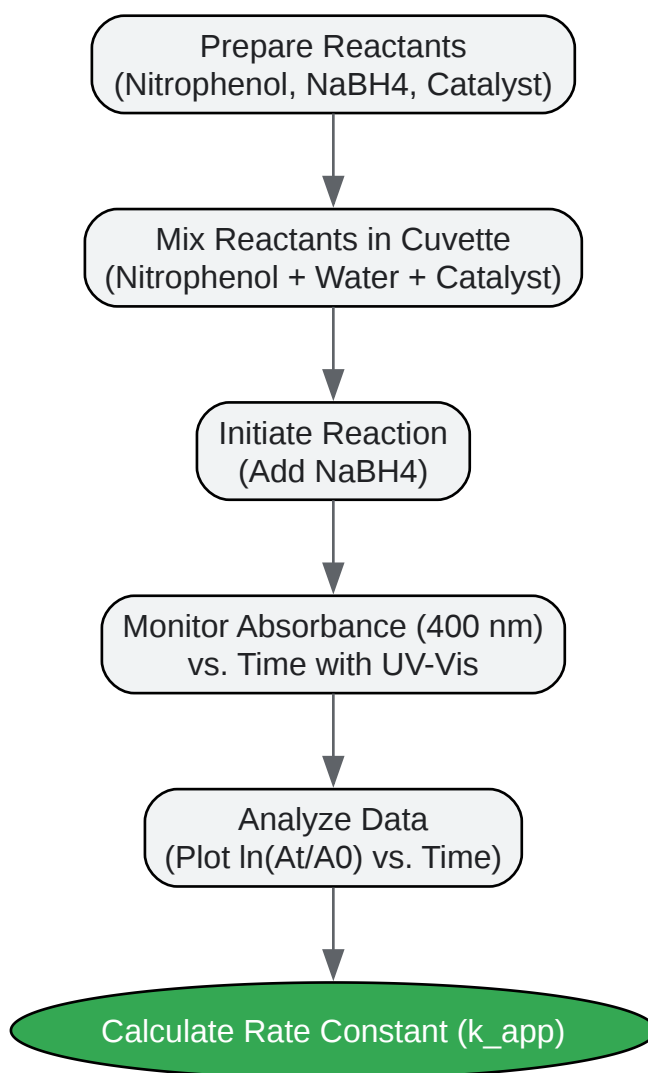 Prepare Reactants
(Nitrophenol, NaBH4, Catalyst)
Mix Reactants in Cuvette
(Nitrophenol + Water + Catalyst)
Initiate Reaction
(Add NaBH4)
Monitor Absorbance (400 nm)
vs. Time with UV-Vis
Analyze Data
(Plot ln(At/A0) vs. Time)
Calculate Rate Constant (k_app)